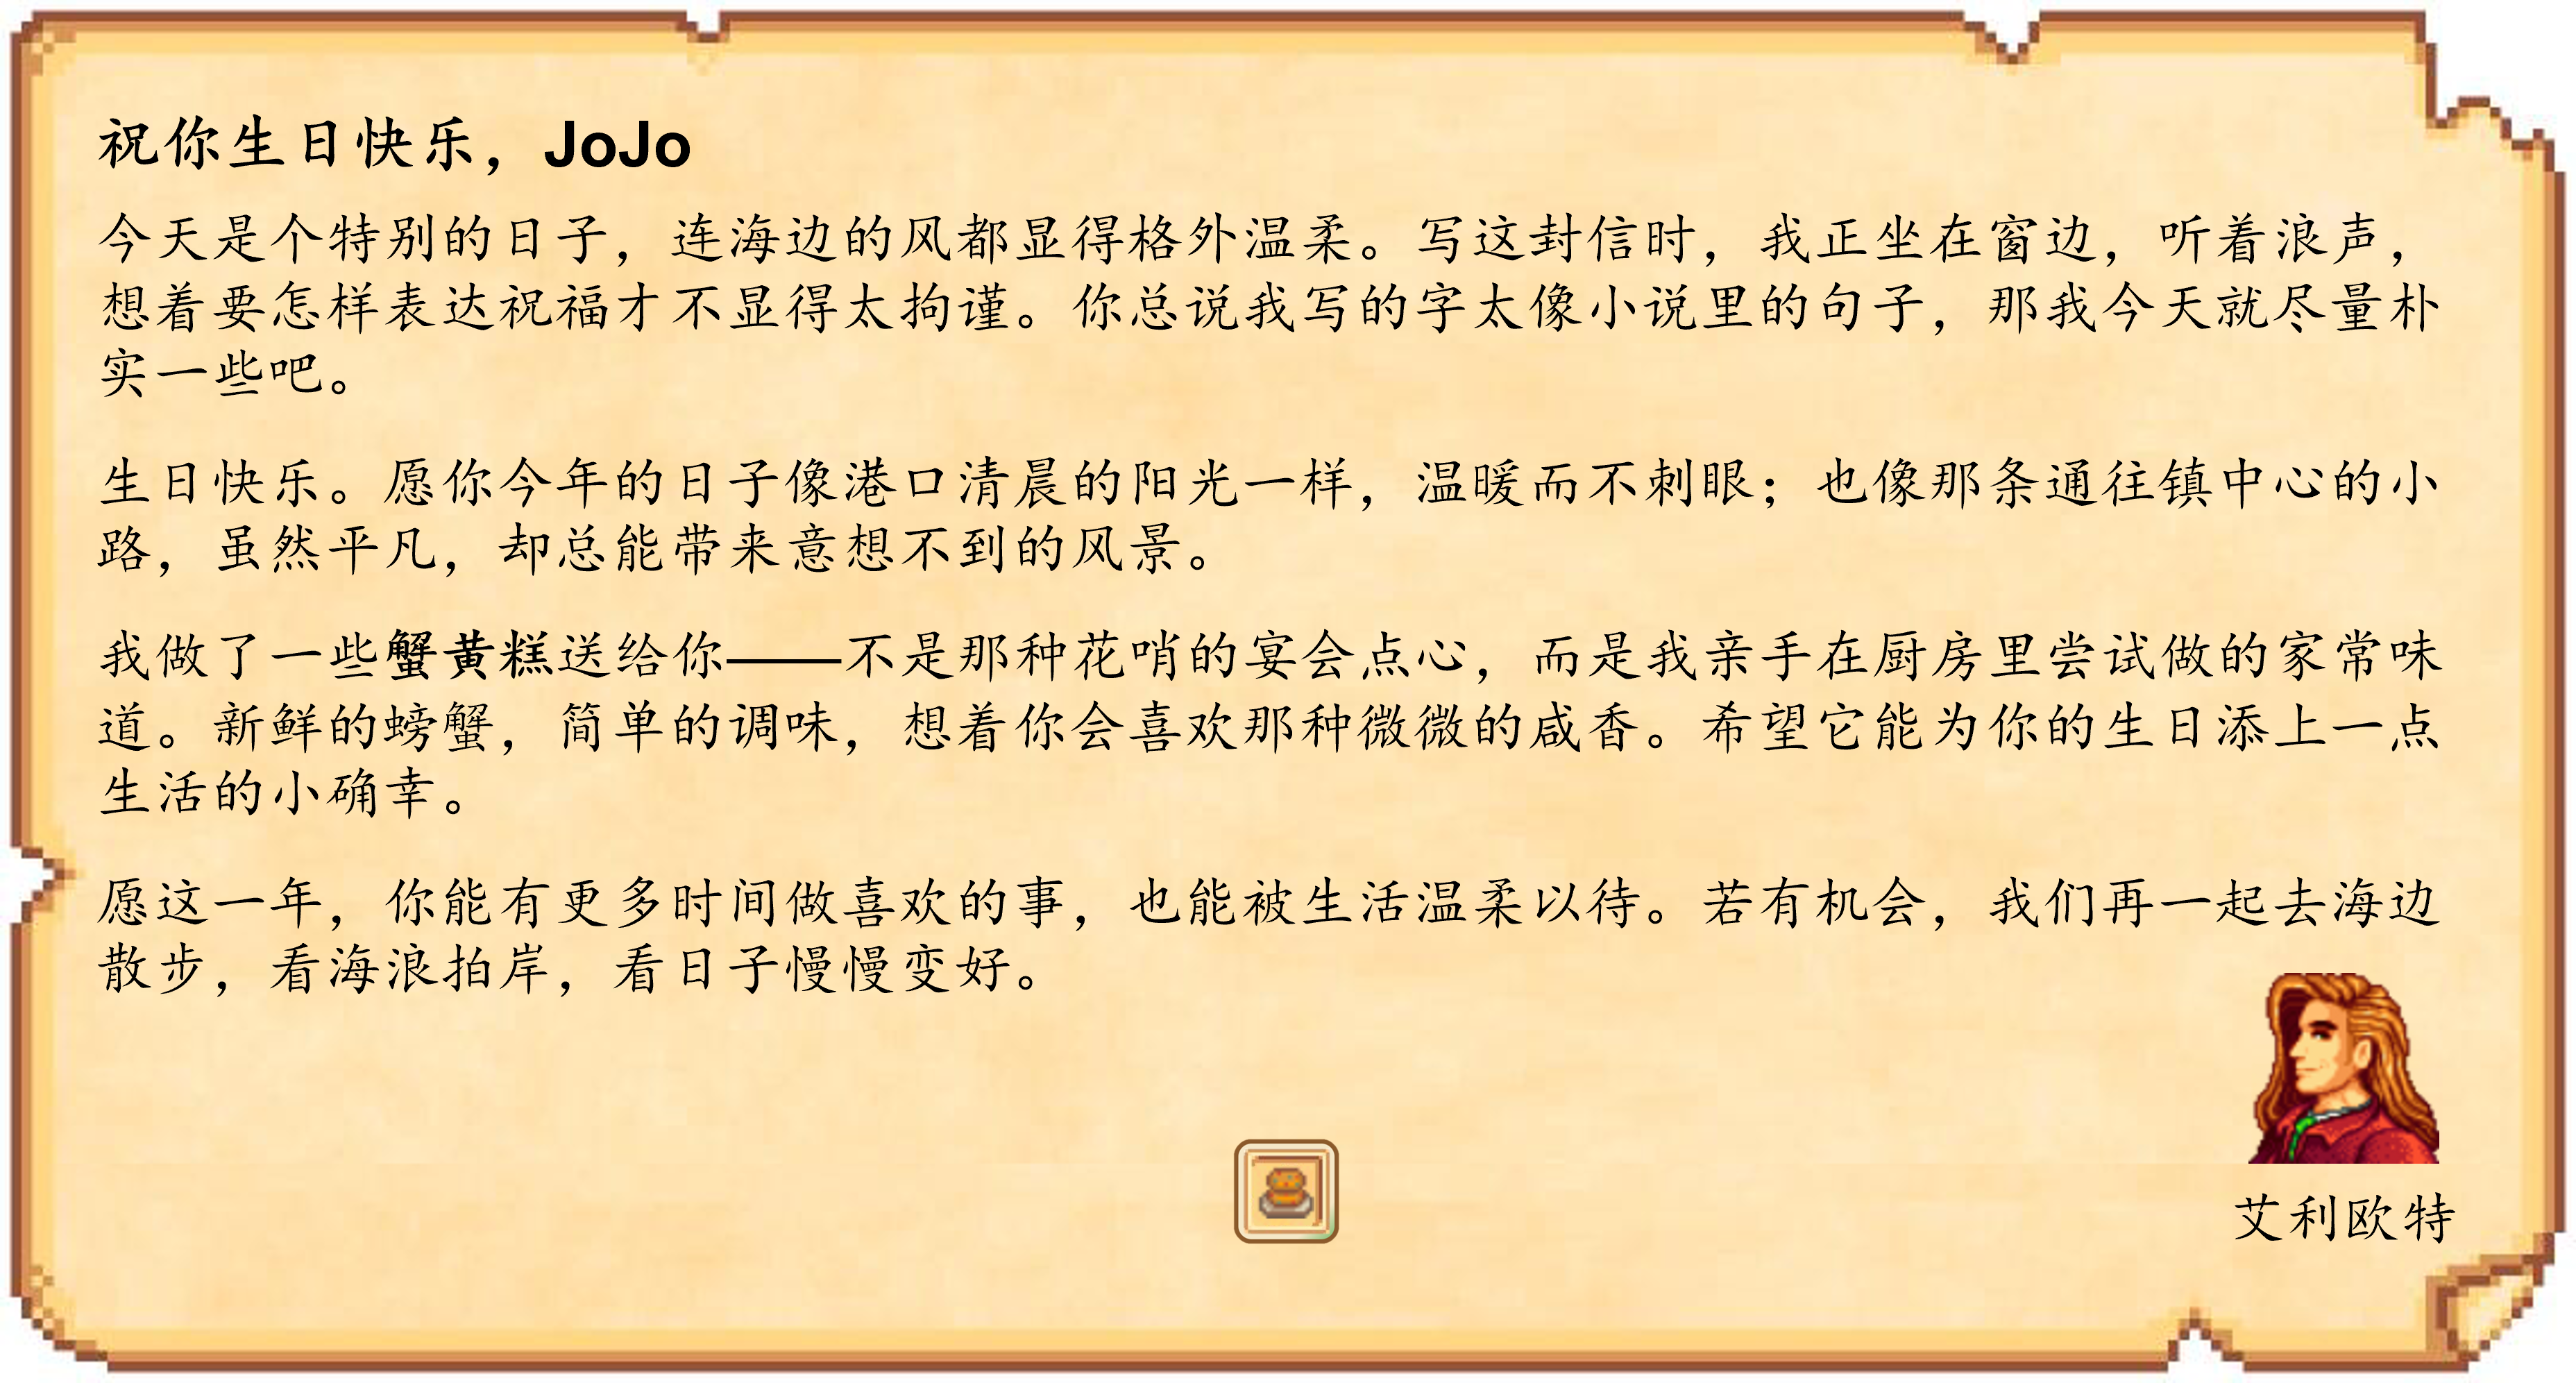 祝你生日快乐，JoJo
今天是个特别的日子，连海边的风都显得格外温柔。写这封信时，我正坐在窗边，听着浪声，
想着要怎样表达祝福才不显得太拘谨。你总说我写的字太像小说里的句子，那我今天就尽量朴
实一些吧。
生日快乐。愿你今年的日子像港口清晨的阳光一样，温暖而不刺眼；也像那条通往镇中心的小
路，虽然平凡，却总能带来意想不到的风景。
我做了一些蟹黄糕送给你——不是那种花哨的宴会点心，而是我亲手在厨房里尝试做的家常味
道。新鲜的螃蟹，简单的调味，想着你会喜欢那种微微的咸香。希望它能为你的生日添上一点
生活的小确幸。
愿这一年，你能有更多时间做喜欢的事，也能被生活温柔以待。若有机会，我们再一起去海边
散步，看海浪拍岸，看日子慢慢变好。
艾利欧特